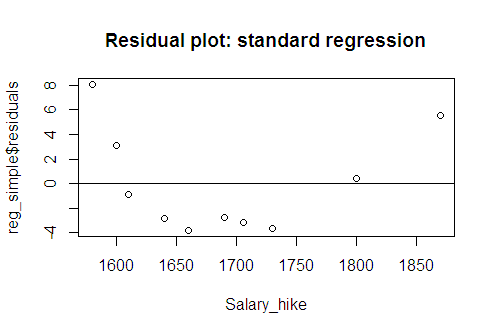 Residual plot: standard regression
reg_simple$residuals
8
6
4
2
0
-4
1600 1650 1700 1750 1800 1850
Salary_hike